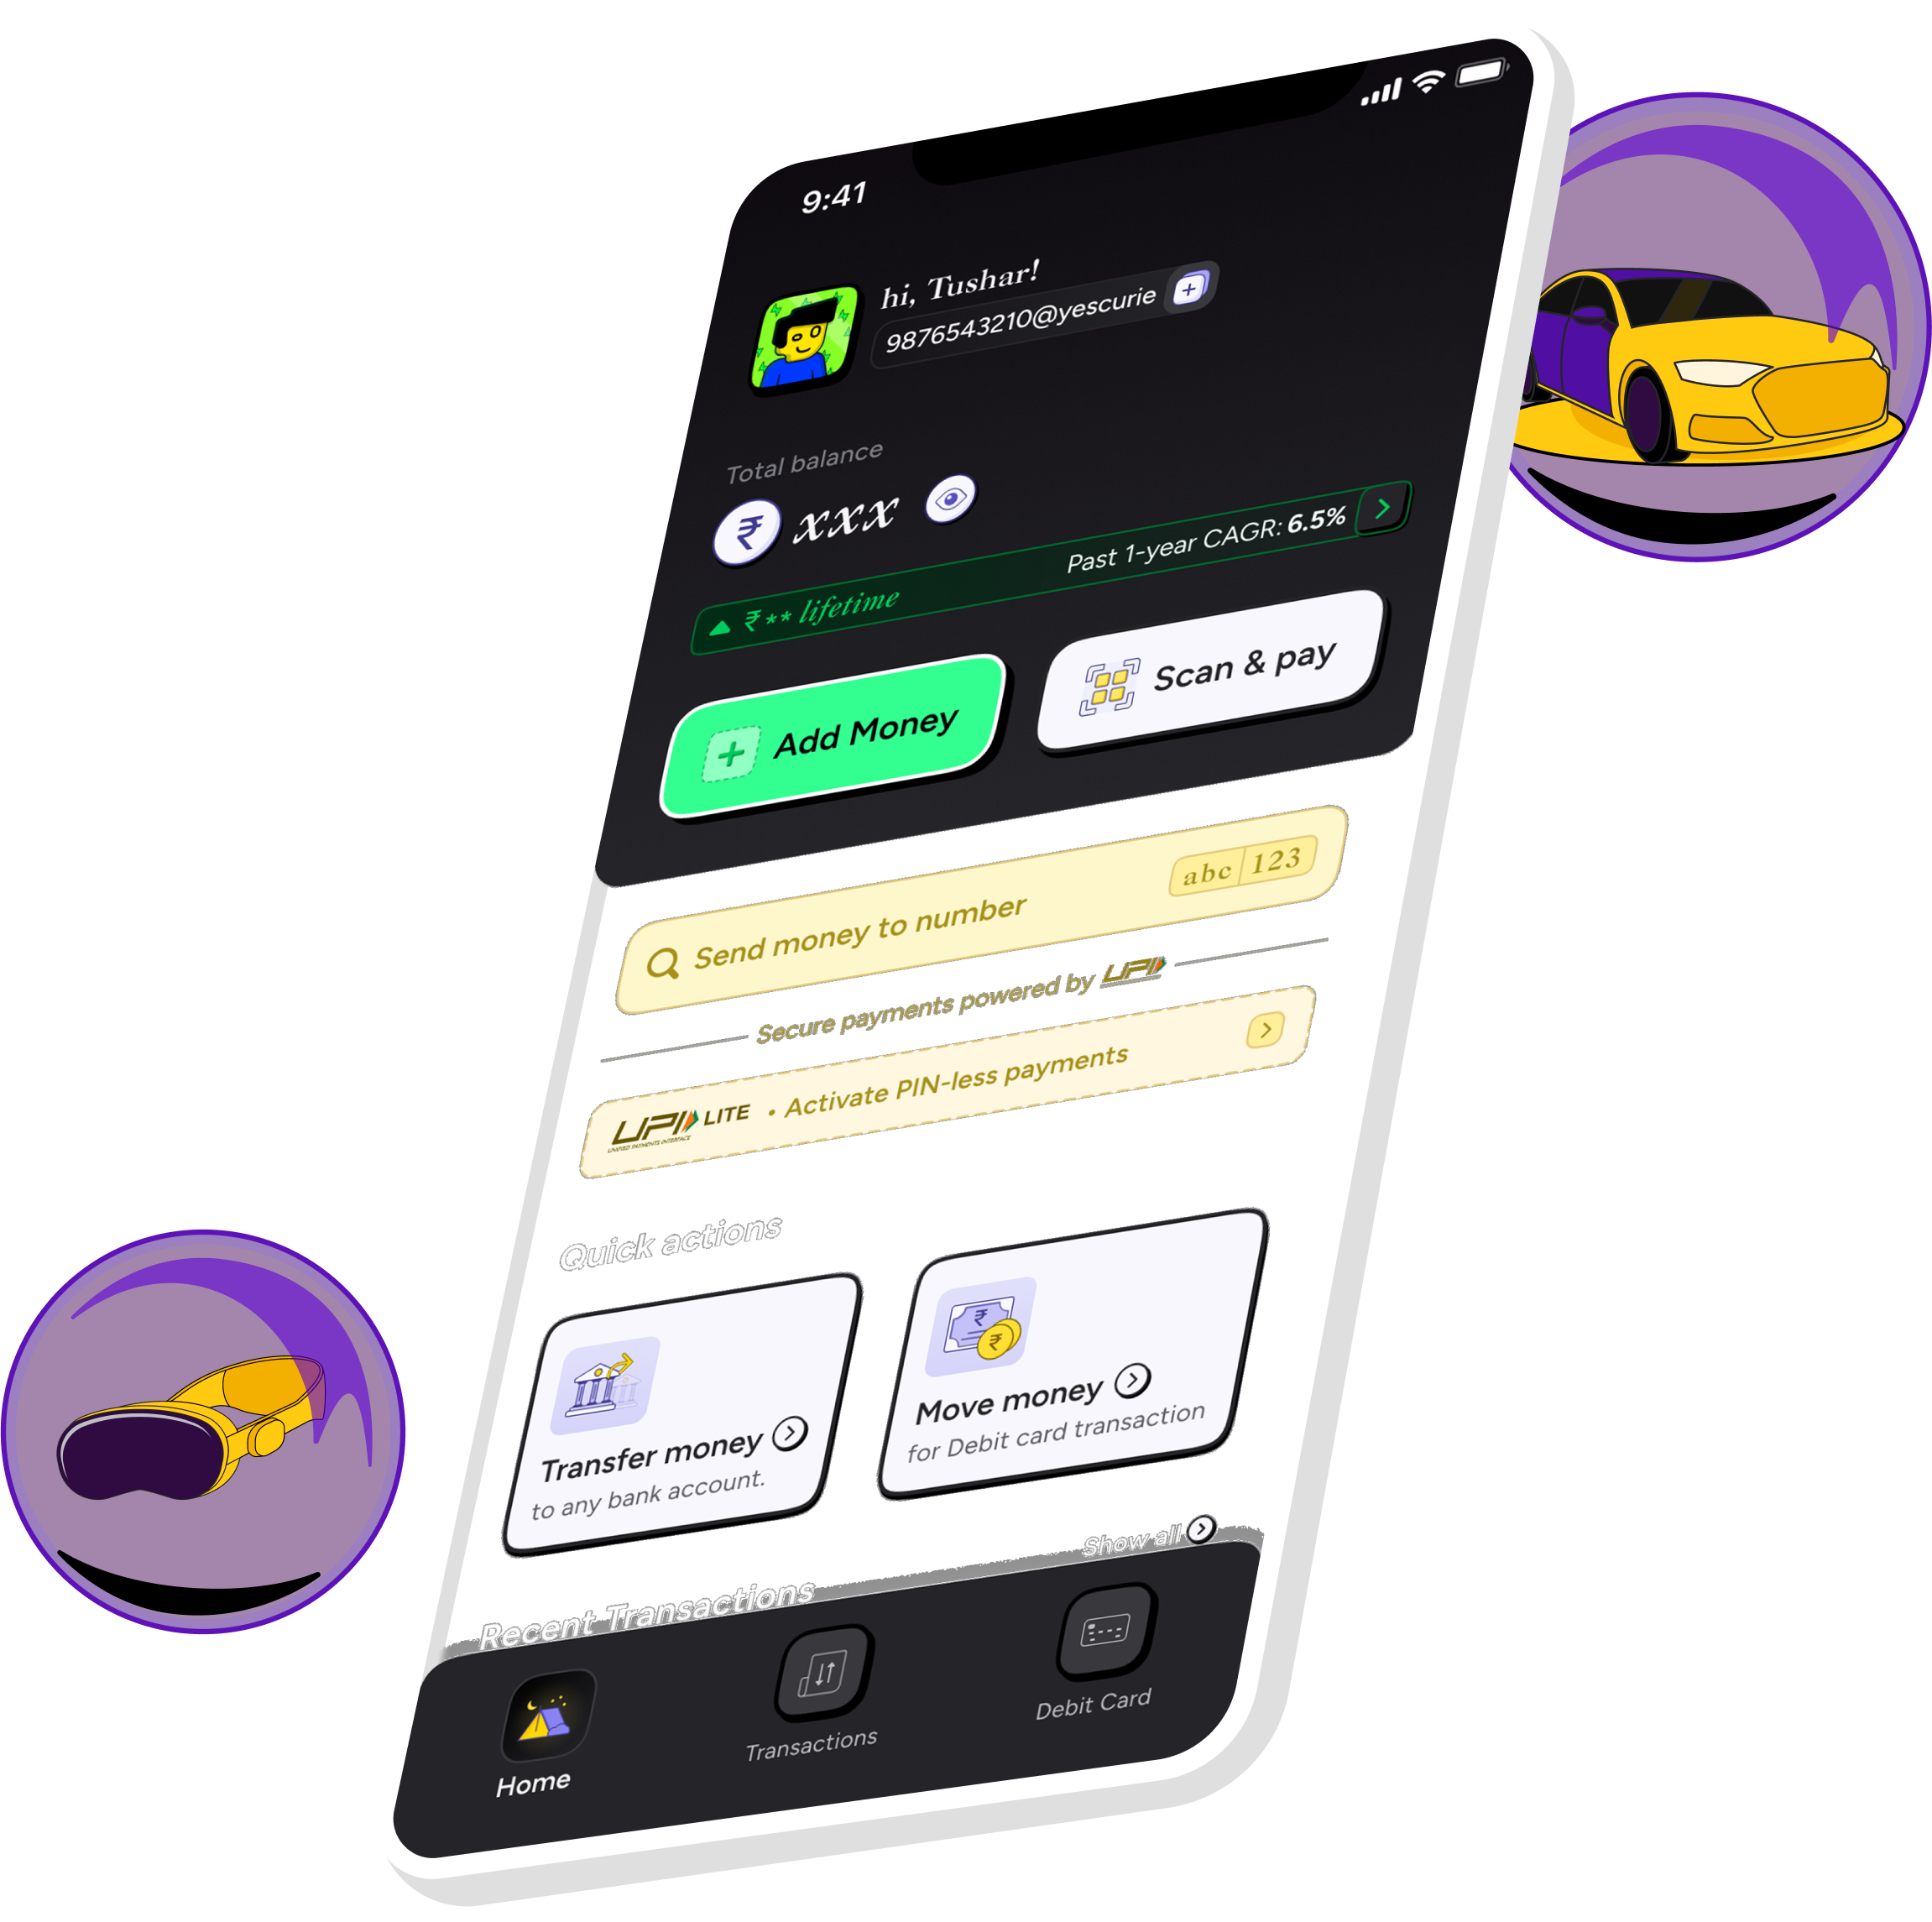 9:41
hi, Tushar!
9876543210@yescurie
Total balance
₹ xxx
₹ ** lifetime
Past 1-year CAGR: 6.5%
Add Money
Scan & pay
Send money to number
abc 123
Secure payments powered by UPI
UPI LITE • Activate PIN-less payments
UNIFIED PAYMENTS INTERFACE
Quick actions
Transfer money
to any bank account.
₹
₹
Move money
for Debit card transaction
Recent Transactions
Show all
Home
Transactions
Debit Card